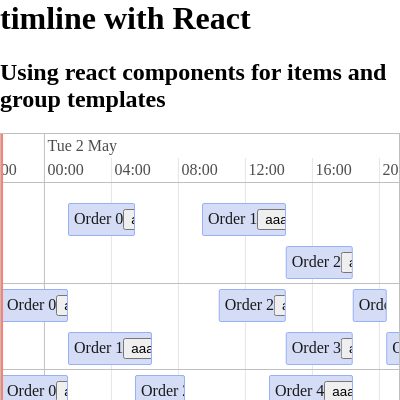 timline with React
Using react components for items and
group templates
Tue 2 May
00 00:00 04:00 08:00 12:00 16:00 20
Order 0 Order 1 aaa
Order 2
Order 0 Order 2
Order 1 aaa Order 3
Order 0 Order Order 4 aaa